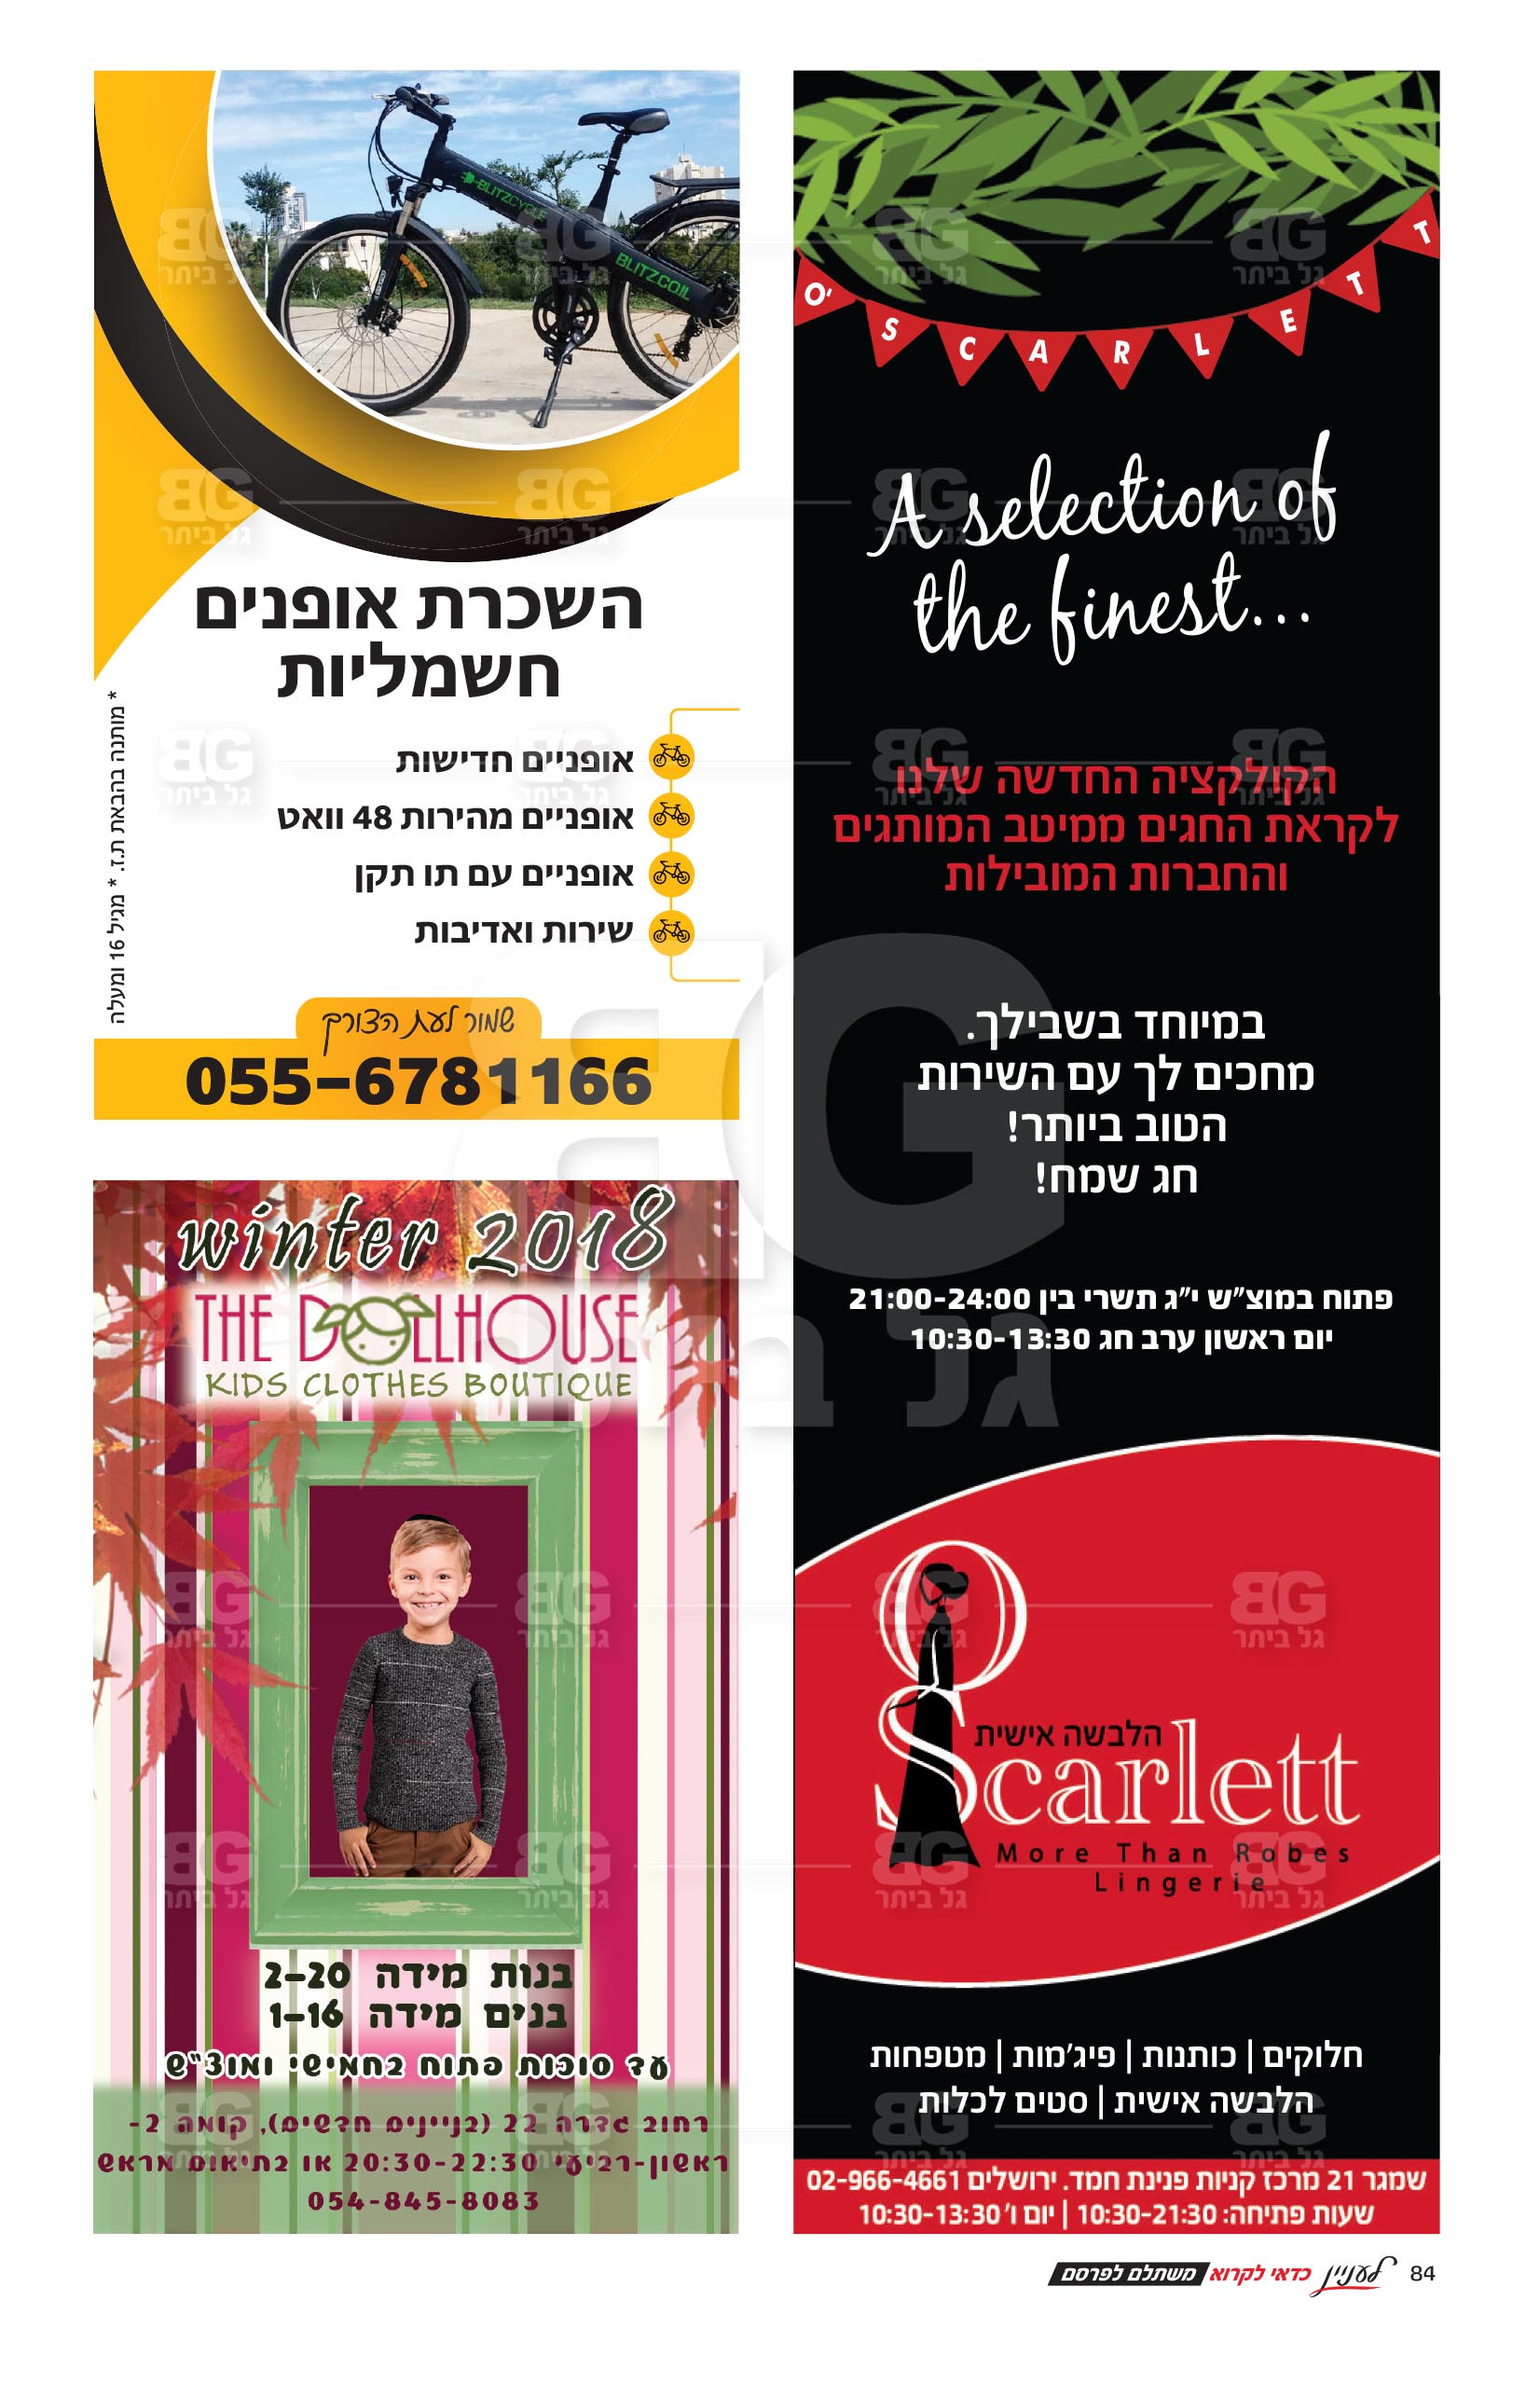 O'SCARLETT
A selection of
the finest...
הקולקציה החדשה שלנו
לקראת החגים ממיטב המותגים
והחברות המובילות
במיוחד בשבילך.
מחכים לך עם השירות
הטוב ביותר!
חג שמח!
פתוח במוצ״ש י״ג תשרי בין 21:00-24:00
יום ראשון ערב חג 10:30-13:30
O
הלבשה אישית
Scarlett
More Than Robes
Lingerie
חלוקים | כותנות | פיג׳מות | מטפחות
הלבשה אישית | סטים לכלות
שמגר 21 מרכז קניות פנינת חמד. ירושלים 02-966-4661
שעות פתיחה: 10:30-21:30 | יום ו׳ 10:30-13:30
BLITZCYCLE
BLITZCOIL
השכרת אופנים
חשמליות
אופניים חדישות
אופניים מהירות 48 וואט
אופניים עם תו תקן
שירות ואדיבות
* מותנה בהבאת ת.ז. * מגיל 16 ומעלה
שמור לעת הצורך
055-6781166
winter 2018
THE DOLLHOUSE
KIDS CLOTHES BOUTIQUE
בנות מידה 2-20
בנים מידה 1-16
עד סוכות פתוח בחמישי ומוצ"ש
רחוב גדרה 22 (בניינים חדשים), קומה 2-
ראשון-רביעי 20:30-22:30 או בתיאום מראש
054-845-8083
84 לעניין כדאי לקרוא משתלם לפרסם
BG
גל ביתר